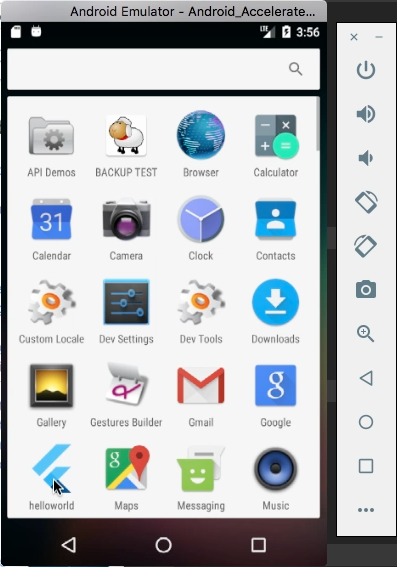 Android Emulator - Android_Accelerate...
LTE 3:56
API Demos BACKUP TEST Browser Calculator
31
Calendar Camera Clock Contacts
Custom Locale Dev Settings Dev Tools Downloads
g
Gallery Gestures Builder Gmail Google
g
helloworld Maps Messaging Music